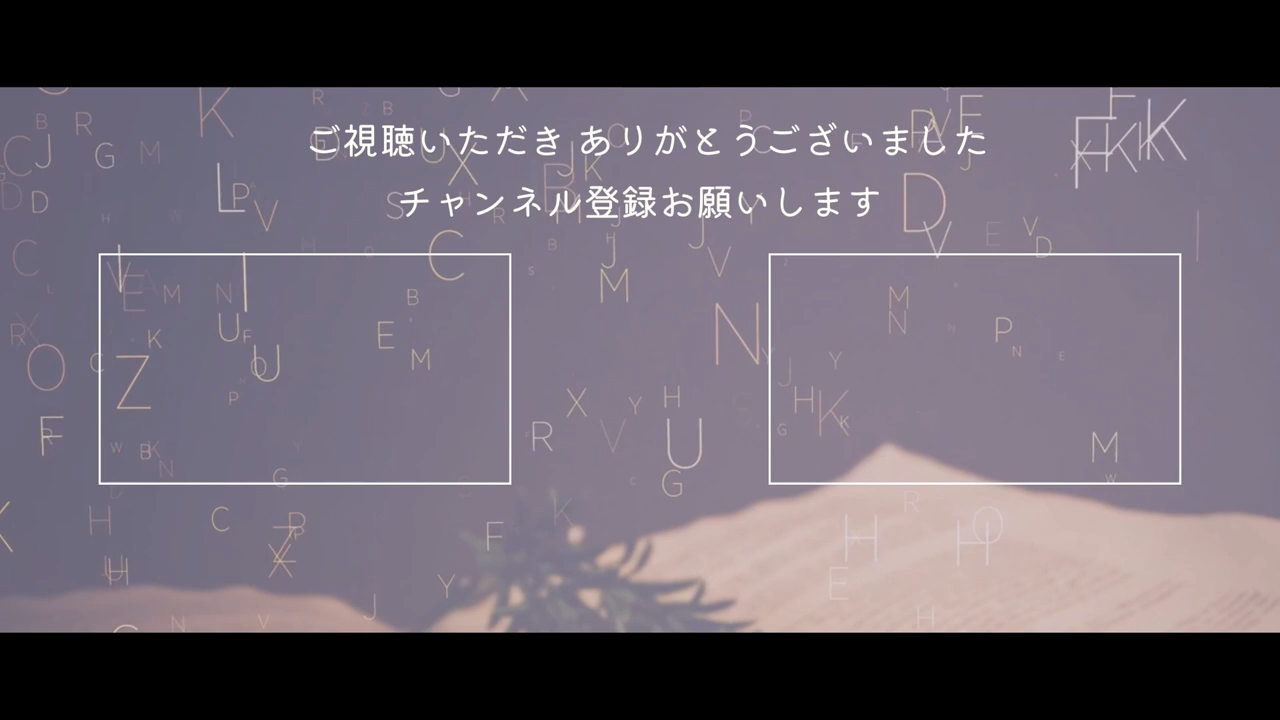 ご視聴いただき ありがとうございました
チャンネル登録お願いします